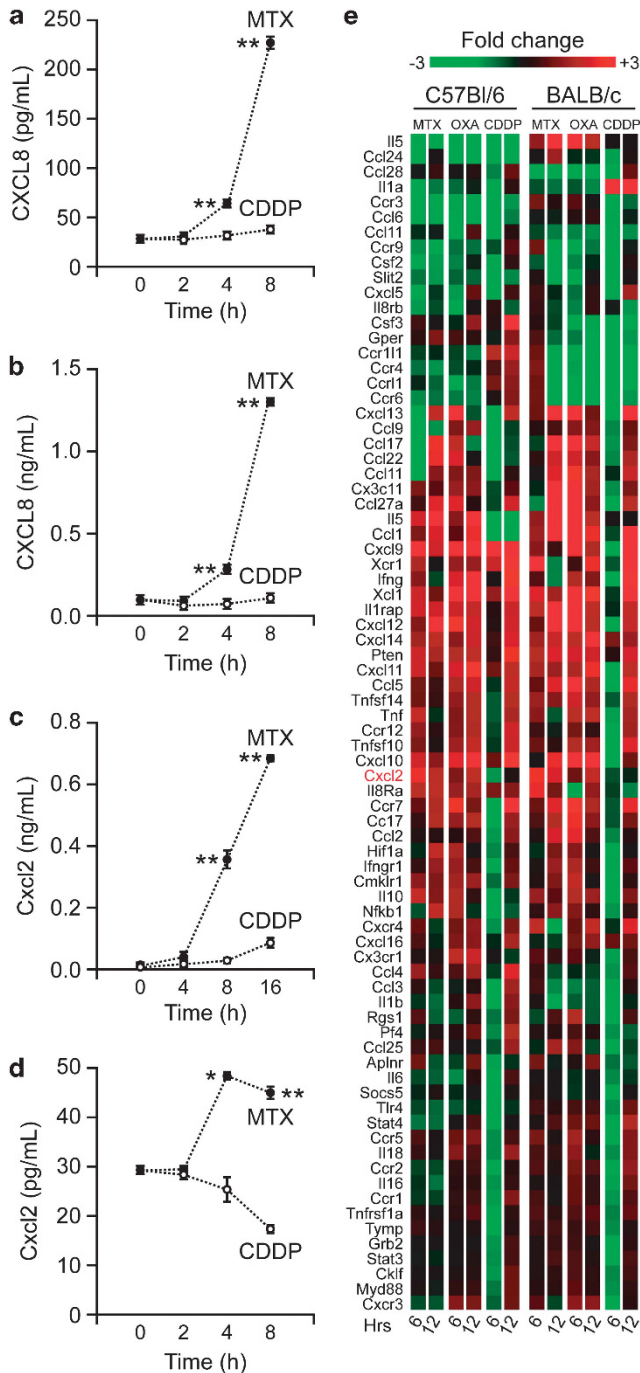 a
MTX
CXCL8 (pg/mL)
250
200
150
100
50
0
**
**
CDDP
0 2 4 8
Time (h)
b
MTX
CXCL8 (ng/mL)
1.5
1.0
0.5
0.0
**
**
CDDP
0 2 4 8
Time (h)
c
MTX
Cxcl2 (ng/mL)
0.8
0.6
0.4
0.2
0.0
**
**
CDDP
0 4 8 16
Time (h)
d
Cxcl2 (pg/mL)
50
40
30
20
10
0
*
**
MTX
CDDP
0 2 4 8
Time (h)
e
Fold change
-3 +3
C57Bl/6 BALB/c
MTX OXA CDDP MTX OXA CDDP
Il5
Ccl24
Ccl28
Il1a
Ccr3
Ccl6
Ccl11
Ccr9
Csf2
Slit2
Cxcl5
Il8rb
Csf3
Gper
Ccr1l1
Ccr4
Ccrl1
Ccr6
Cxcl13
Ccl9
Ccl17
Ccl22
Ccl11
Cx3c11
Ccl27a
Il5
Ccl1
Cxcl9
Xcr1
Ifng
Xcl1
Il1rap
Cxcl12
Cxcl14
Pten
Cxcl11
Ccl5
Tnfsf14
Tnf
Ccr12
Tnfsf10
Cxcl10
Cxcl2
Il8Ra
Ccr7
Cc17
Ccl2
Hif1a
Ifngr1
Cmklr1
Il10
Nfkb1
Cxcr4
Cxcl16
Cx3cr1
Ccl4
Ccl3
Il1b
Rgs1
Pf4
Ccl25
Aplnr
Il6
Socs5
Tlr4
Stat4
Ccr5
Il18
Ccr2
Il16
Ccr1
Tnfrsf1a
Tymp
Grb2
Stat3
Cklf
Myd88
Cxcr3
Hrs 6 12 6 12 6 12 6 12 6 12 6 12